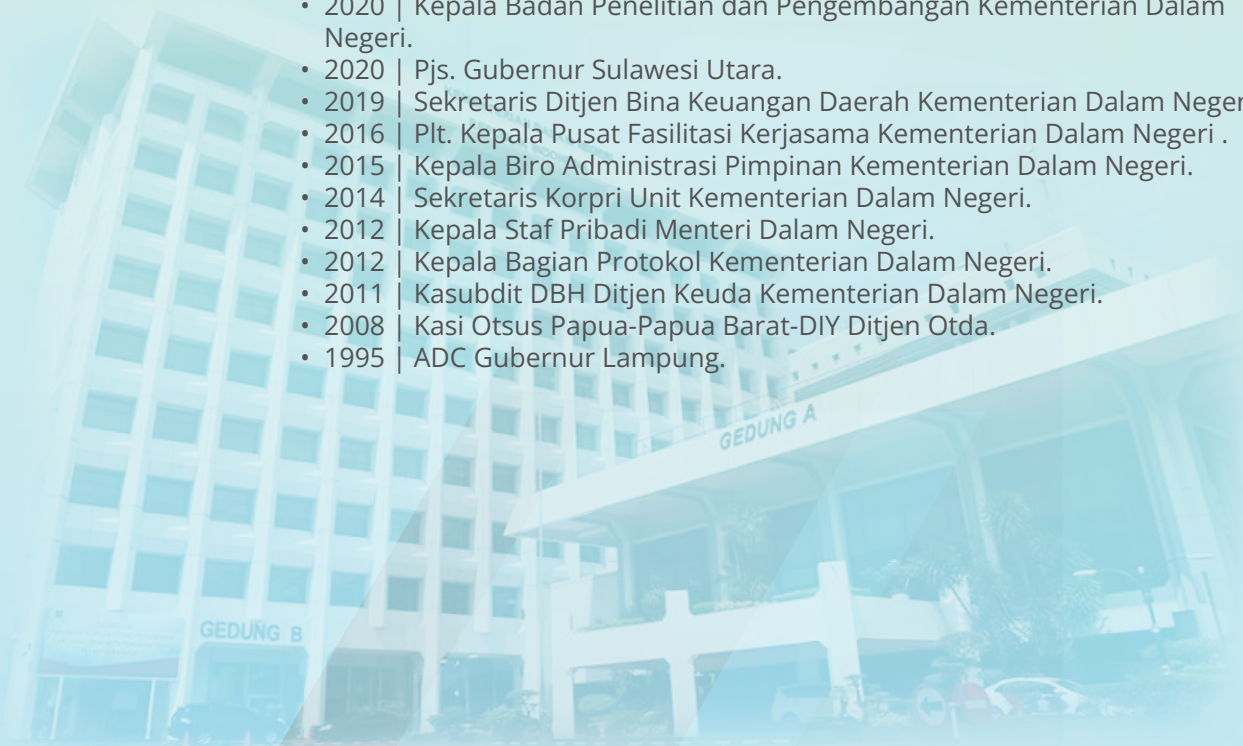 • 2020 | Kepala Badan Penelitian dan Pengembangan Kementerian Dalam
Negeri.
• 2020 | Pjs. Gubernur Sulawesi Utara.
• 2019 | Sekretaris Ditjen Bina Keuangan Daerah Kementerian Dalam Neger
• 2016 | Plt. Kepala Pusat Fasilitasi Kerjasama Kementerian Dalam Negeri .
• 2015 | Kepala Biro Administrasi Pimpinan Kementerian Dalam Negeri.
• 2014 | Sekretaris Korpri Unit Kementerian Dalam Negeri.
• 2012 | Kepala Staf Pribadi Menteri Dalam Negeri.
• 2012 | Kepala Bagian Protokol Kementerian Dalam Negeri.
• 2011 | Kasubdit DBH Ditjen Keuda Kementerian Dalam Negeri.
• 2008 | Kasi Otsus Papua-Papua Barat-DIY Ditjen Otda.
• 1995 | ADC Gubernur Lampung.
GEDUNG A
GEDUNG B